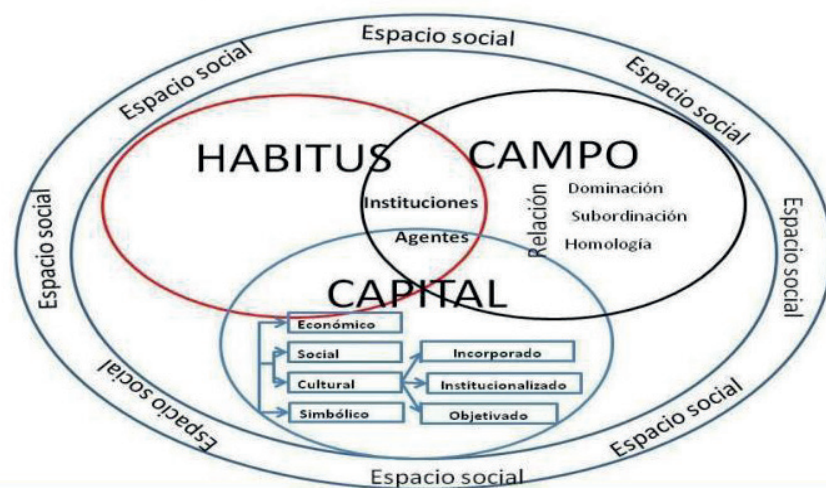 Espacio social
Espacio social
Espacio social
HABITUS
CAMPO
Instituciones
Agentes
Relación
Dominación
Subordinación
Homología
Espacio social
Espacio social
CAPITAL
Económico
Social
Cultural
Simbólico
Incorporado
Institucionalizado
Objetivado
Espacio social
Espacio social
Espacio social